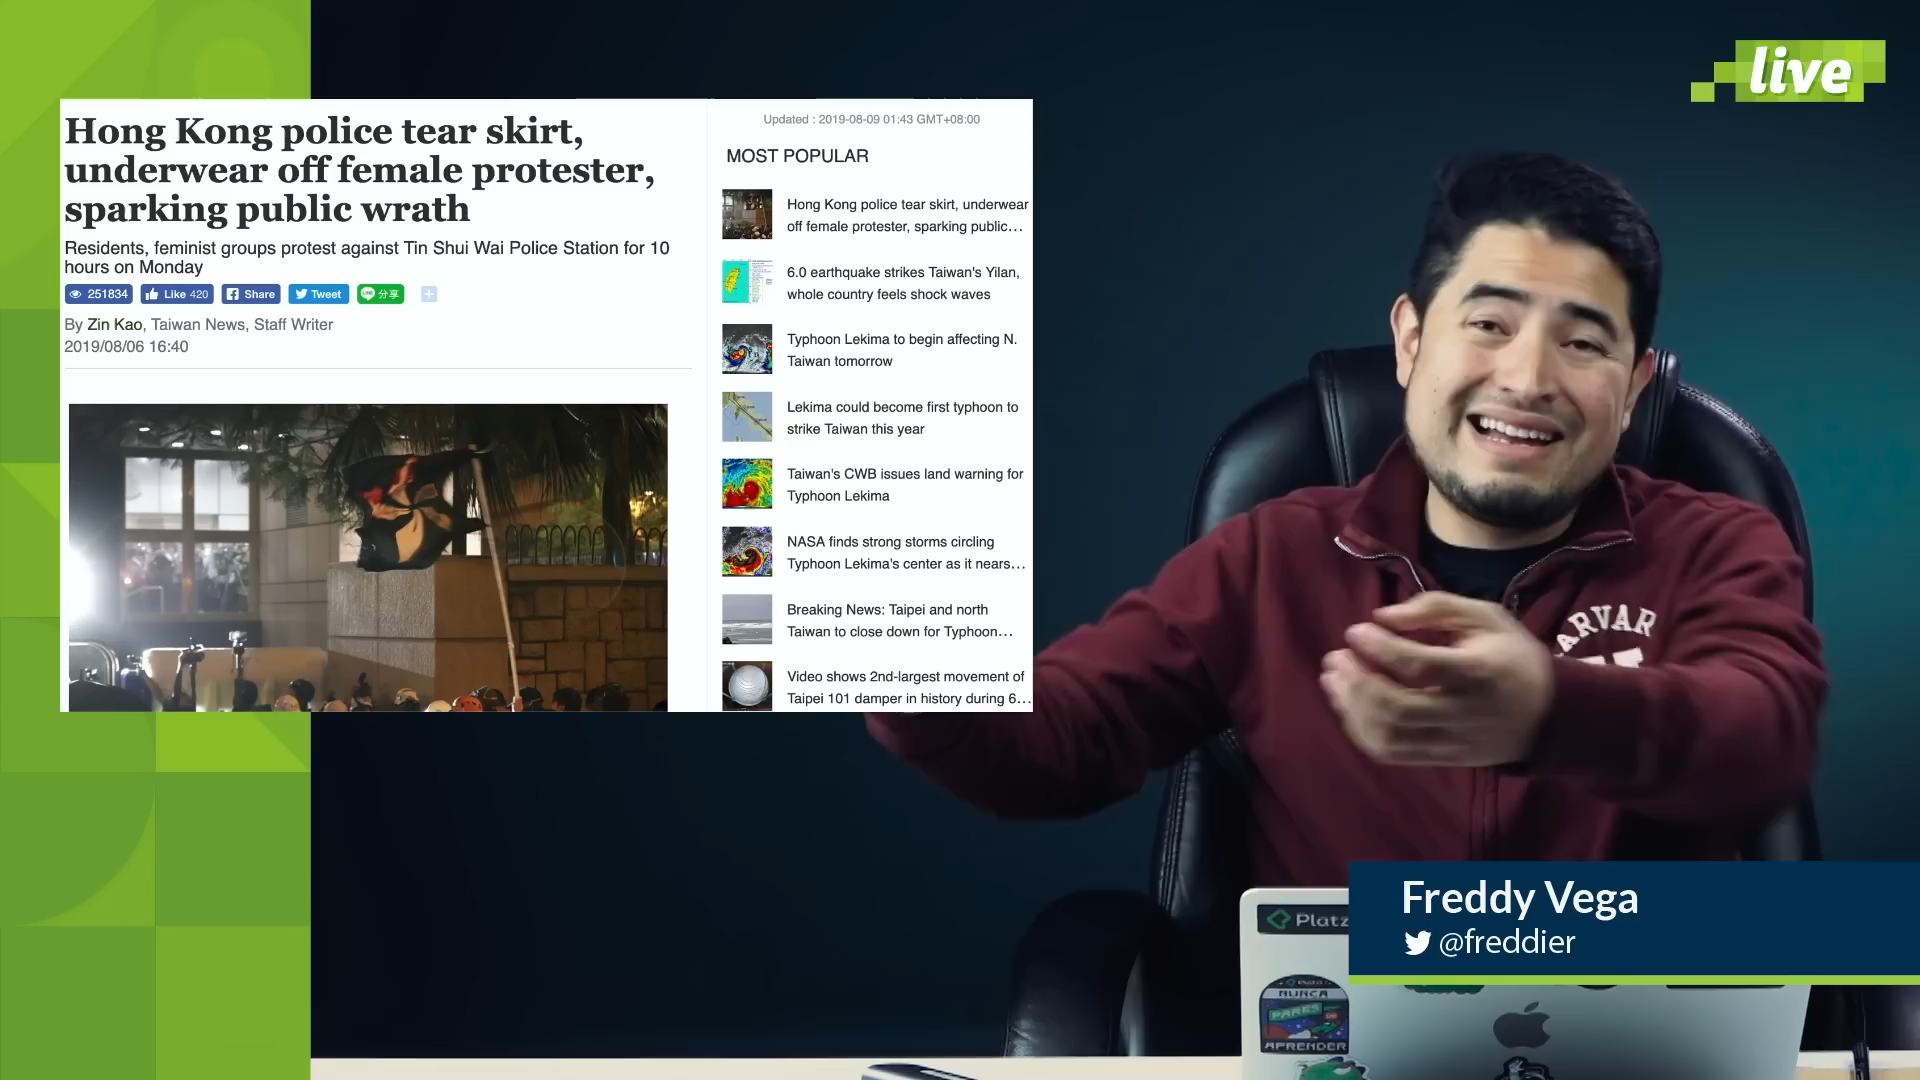 live
Hong Kong police tear skirt,
underwear off female protester,
sparking public wrath
Residents, feminist groups protest against Tin Shui Wai Police Station for 10
hours on Monday
251834
Like 420
Share
Tweet
分享
By Zin Kao, Taiwan News, Staff Writer
2019/08/06 16:40
Updated : 2019-08-09 01:43 GMT+08:00
MOST POPULAR
Hong Kong police tear skirt, underwear
off female protester, sparking public…
6.0 earthquake strikes Taiwan's Yilan,
whole country feels shock waves
Typhoon Lekima to begin affecting N.
Taiwan tomorrow
Lekima could become first typhoon to
strike Taiwan this year
Taiwan's CWB issues land warning for
Typhoon Lekima
NASA finds strong storms circling
Typhoon Lekima's center as it nears…
Breaking News: Taipei and north
Taiwan to close down for Typhoon…
Video shows 2nd-largest movement of
Taipei 101 damper in history during 6…
ARVAR
Freddy Vega
@freddier
Platz
NUNCA
PARES DE
APRENDER